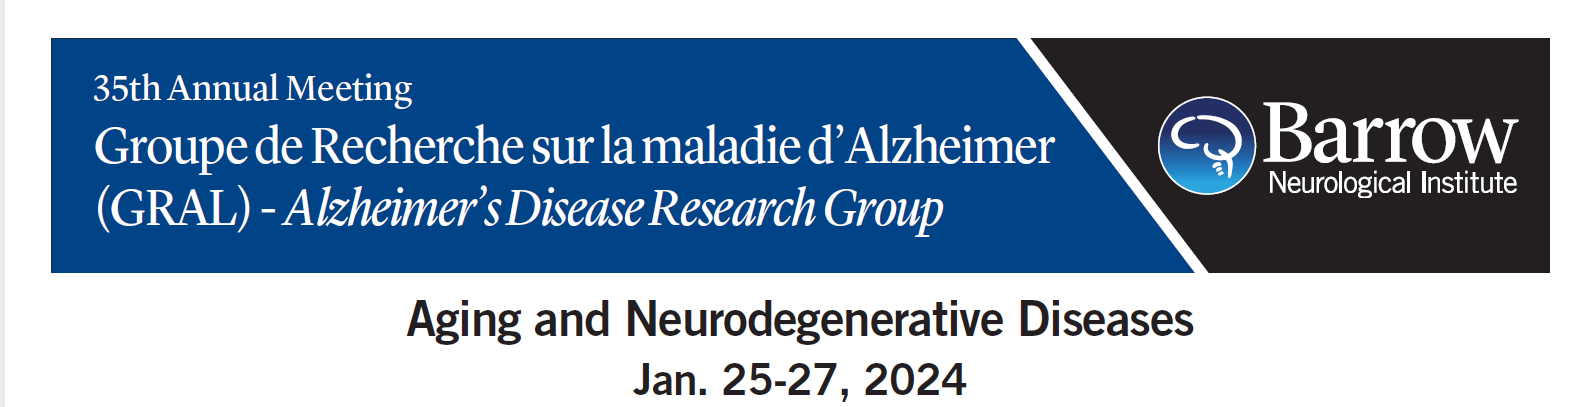 35th Annual Meeting
Groupe de Recherche sur la maladie d’Alzheimer
(GRAL) - Alzheimer’s Disease Research Group
Barrow
Neurological Institute
Aging and Neurodegenerative Diseases
Jan. 25-27, 2024